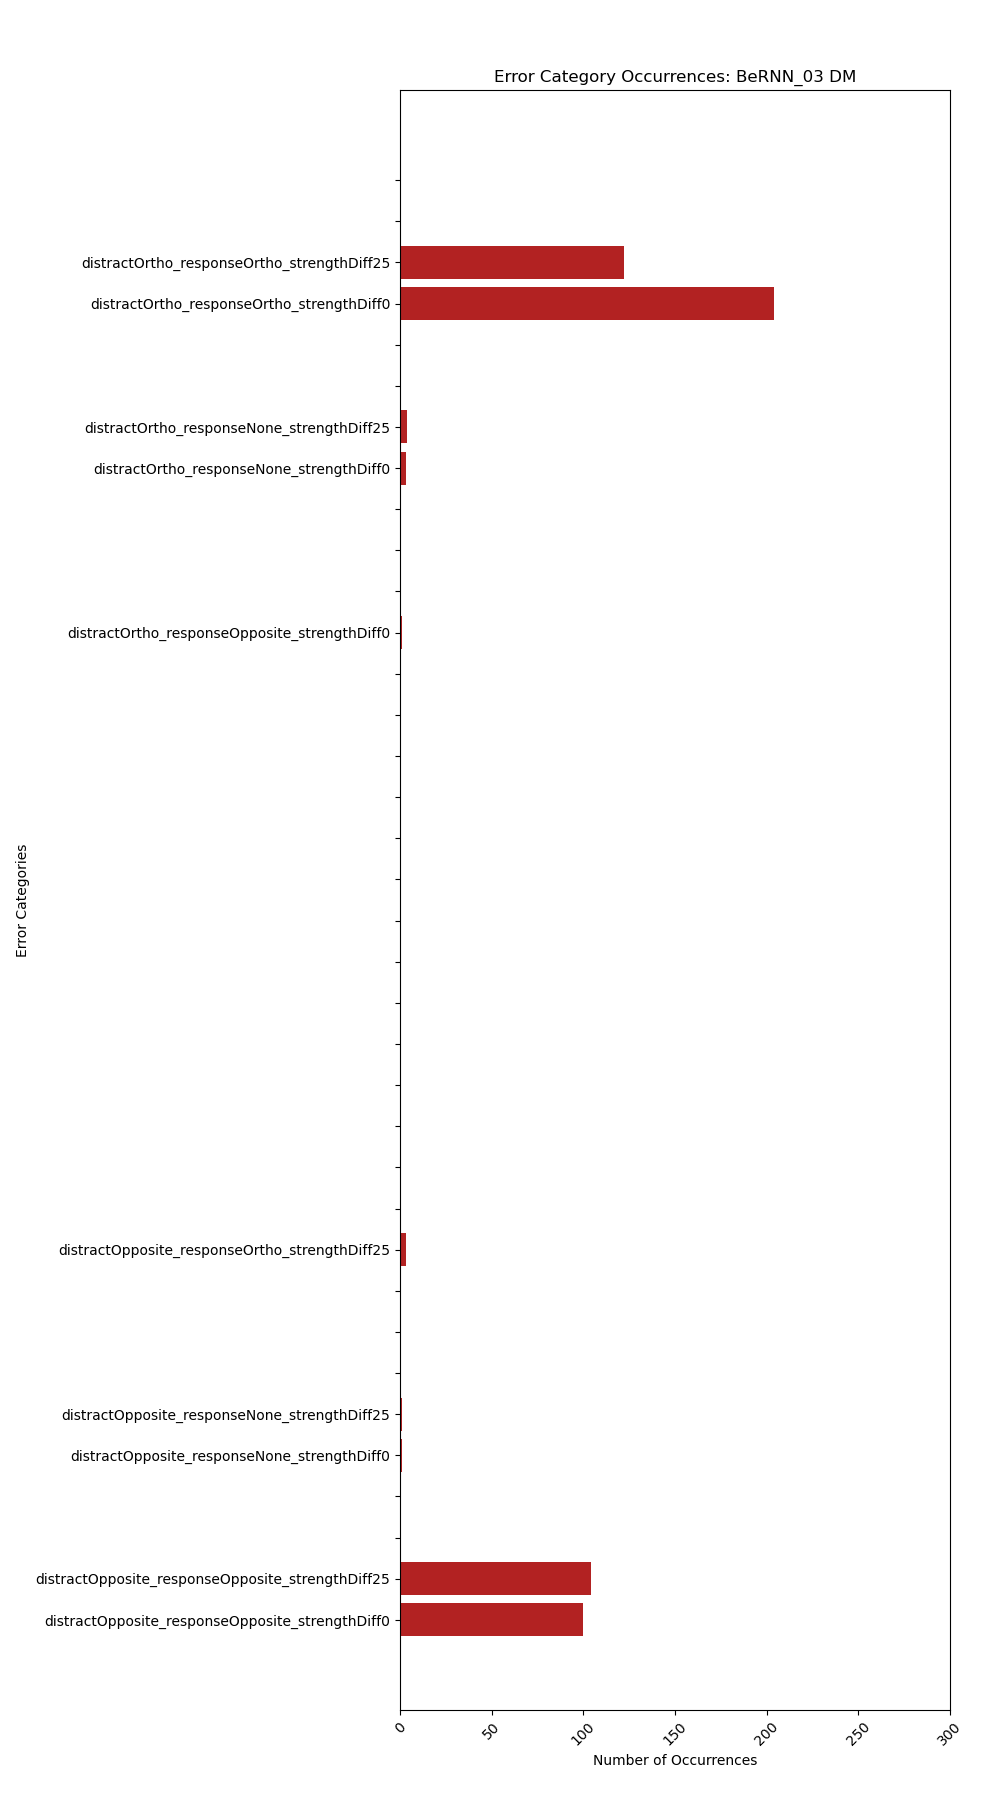 Error Category Occurrences: BeRNN_03 DM
distractOrtho_responseOrtho_strengthDiff25
distractOrtho_responseOrtho_strengthDiff0
distractOrtho_responseNone_strengthDiff25
distractOrtho_responseNone_strengthDiff0
distractOrtho_responseOpposite_strengthDiff0
Error Categories
distractOpposite_responseOrtho_strengthDiff25
distractOpposite_responseNone_strengthDiff25
distractOpposite_responseNone_strengthDiff0
distractOpposite_responseOpposite_strengthDiff25
distractOpposite_responseOpposite_strengthDiff0
0 50 100 150 200 250 300
Number of Occurrences